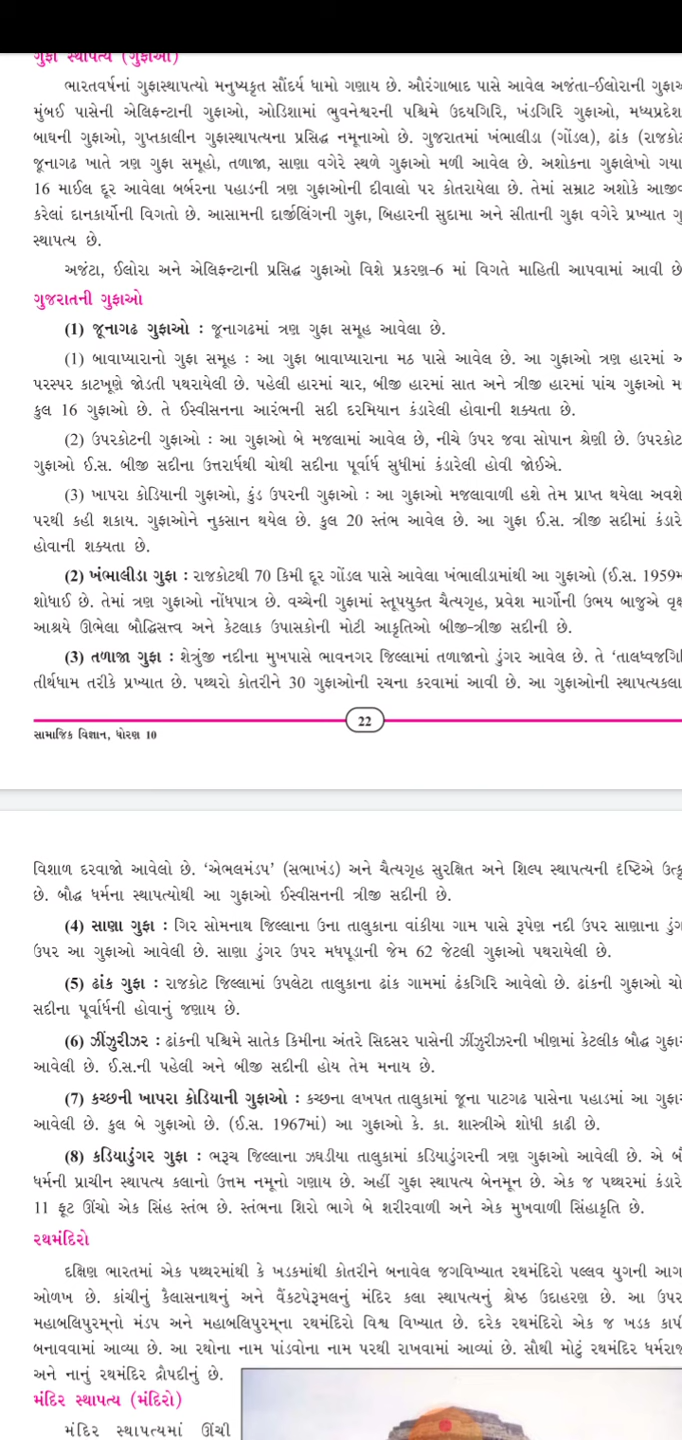 ગુફા સ્થાપત્ય (ગુફાઓ)
ભારતવર્ષનાં ગુફાસ્થાપત્યો મનુષ્યકૃત સૌંદર્ય ધામો ગણાય છે. ઔરંગાબાદ પાસે આવેલ અજંતા-ઈલોરાની
મુંબઈ પાસેની એલિફન્ટાની ગુફાઓ, ઓડિશામાં ભુવનેશ્વરની પશ્ચિમે ઉદયગિરિ, ખંડગિરિ ગુફાઓ, મધ્યપ્રદેશ
બાઘની ગુફાઓ, ગુપ્તકાલીન ગુફાસ્થાપત્યના પ્રસિદ્ધ નમૂનાઓ છે. ગુજરાતમાં ખંભાલીડા (ગોંડલ), ઢાંક
જૂનાગઢ ખાતે ત્રણ ગુફા સમૂહો, તળાજા, સાણા વગેરે સ્થળે ગુફાઓ મળી આવેલ છે. અશોકના ગુફાલેખો ગયા
16 માઈલ દૂર આવેલા બર્બરના પહાડની ત્રણ ગુફાઓની દીવાલો પર કોતરાયેલા છે. તેમાં સમ્રાટ અશોકે
કરેલાં દાનકાર્યોની વિગતો છે. આસામની દાર્જીલિંગની ગુફા, બિહારની સુદામા અને સીતાની ગુફા વગેરે પ્રખ્યાત
સ્થાપત્ય છે.
અજંટા, ઈલોરા અને એલિફન્ટાની પ્રસિદ્ધ ગુફાઓ વિશે પ્રકરણ-6 માં વિગતે માહિતી આપવામાં આવી છે
ગુજરાતની ગુફાઓ
(1) જૂનાગઢ ગુફાઓ : જૂનાગઢમાં ત્રણ ગુફા સમૂહ આવેલા છે.
(1) બાવાપ્યારાનો ગુફા સમૂહ : આ ગુફા બાવાપ્યારાના મઠ પાસે આવેલ છે. આ ગુફાઓ ત્રણ હારમાં
પરસ્પર કાટખૂણે જોડતી પથરાયેલી છે. પહેલી હારમાં ચાર, બીજી હારમાં સાત અને ત્રીજી હારમાં પાંચ ગુફાઓ
કુલ 16 ગુફાઓ છે. તે ઈસ્વીસનના આરંભની સદી દરમિયાન કંડારેલી હોવાની શક્યતા છે.
(2) ઉપરકોટની ગુફાઓ : આ ગુફાઓ બે મજલામાં આવેલ છે, નીચે ઉપર જવા સોપાન શ્રેણી છે. ઉપરકોટ
ગુફાઓ ઈ.સ. બીજી સદીના ઉત્તરાર્ધથી ચોથી સદીના પૂર્વાર્ધ સુધીમાં કંડારેલી હોવી જોઈએ.
(3) ખાપરા કોડિયાની ગુફાઓ, કુંડ ઉપરની ગુફાઓ : આ ગુફાઓ મજલાવાળી હશે તેમ પ્રાપ્ત થયેલા અવશે
પરથી કહી શકાય. ગુફાઓને નુકસાન થયેલ છે. કુલ 20 સ્તંભ આવેલ છે. આ ગુફા ઈ.સ. ત્રીજી સદીમાં કંડારે
હોવાની શક્યતા છે.
(2) ખંભાલીડા ગુફા : રાજકોટથી 70 કિમી દૂર ગોંડલ પાસે આવેલા ખંભાલીડામાંથી આ ગુફાઓ (ઈ.સ. 1959
શોધાઈ છે. તેમાં ત્રણ ગુફાઓ નોંધપાત્ર છે. વચ્ચેની ગુફામાં સ્તૂપયુક્ત ચૈત્યગૃહ, પ્રવેશ માર્ગોની ઉભય બાજુએ વૃક્ષ
આશ્રયે ઊભેલા બૌદ્ધિસત્ત્વ અને કેટલાક ઉપાસકોની મોટી આકૃતિઓ બીજી-ત્રીજી સદીની છે.
(3) તળાજા ગુફા : શેત્રુંજી નદીના મુખપાસે ભાવનગર જિલ્લામાં તળાજાનો ડુંગર આવેલ છે. તે ‘તાલધ્વજગિ
તીર્થધામ તરીકે પ્રખ્યાત છે. પથ્થરો કોતરીને 30 ગુફાઓની રચના કરવામાં આવી છે. આ ગુફાઓની સ્થાપત્યકલા
22
સામાજિક વિજ્ઞાન, ધોરણ 10
વિશાળ દરવાજો આવેલો છે. ‘એભલમંડપ’ (સભાખંડ) અને ચૈત્યગૃહ સુરક્ષિત અને શિલ્પ સ્થાપત્યની દૃષ્ટિએ
છે. બૌદ્ધ ધર્મના સ્થાપત્યોથી આ ગુફાઓ ઈસ્વીસનની ત્રીજી સદીની છે.
(4) સાણા ગુફા : ગિર સોમનાથ જિલ્લાના ઉના તાલુકાના વાંકીયા ગામ પાસે રૂપેણ નદી ઉપર સાણાના
ઉપર આ ગુફાઓ આવેલી છે. સાણા ડુંગર ઉપર મધપૂડાની જેમ 62 જેટલી ગુફાઓ પથરાયેલી છે.
(5) ઢાંક ગુફા : રાજકોટ જિલ્લામાં ઉપલેટા તાલુકાના ઢાંક ગામમાં ઢંકગિરિ આવેલો છે. ઢાંકની ગુફાઓ ચો
સદીના પૂર્વાર્ધની હોવાનું જણાય છે.
(6) ઝીંઝુરીઝર : ઢાંકની પશ્ચિમે સાતેક કિમીના અંતરે સિદસર પાસેની ઝીંઝુરીઝરની ખીણમાં કેટલીક બૌદ્ધ
આવેલી છે. ઈ.સ.ની પહેલી અને બીજી સદીની હોય તેમ મનાય છે.
(7) કચ્છની ખાપરા કોડિયાની ગુફાઓ : કચ્છના લખપત તાલુકામાં જૂના પાટગઢ પાસેના પહાડમાં આ
આવેલી છે. કુલ બે ગુફાઓ છે. (ઈ.સ. 1967માં) આ ગુફાઓ કે. કા. શાસ્ત્રીએ શોધી કાઢી છે.
(8) કડિયાડુંગર ગુફા : ભરૂચ જિલ્લાના ઝઘડીયા તાલુકામાં કડિયાડુંગરની ત્રણ ગુફાઓ આવેલી છે. એ
ધર્મની પ્રાચીન સ્થાપત્ય કલાનો ઉત્તમ નમૂનો ગણાય છે. અહીં ગુફા સ્થાપત્ય બેનમૂન છે. એક જ પથ્થરમાં કંડારે
11 ફૂટ ઊંચો એક સિંહ સ્તંભ છે. સ્તંભના શિરો ભાગે બે શરીરવાળી અને એક મુખવાળી સિંહાકૃતિ છે.
રથમંદિરો
દક્ષિણ ભારતમાં એક પથ્થરમાંથી કે ખડકમાંથી કોતરીને બનાવેલ જગવિખ્યાત રથમંદિરો પલ્લવ યુગની આગ
ઓળખ છે. કાંચીનું કૈલાસનાથનું અને વૈંકટપેરૂમલનું મંદિર કલા સ્થાપત્યનું શ્રેષ્ઠ ઉદાહરણ છે. આ ઉપર
મહાબલિપુરમ્‌નો મંડપ અને મહાબલિપુરમ્‌ના રથમંદિરો વિશ્વ વિખ્યાત છે. દરેક રથમંદિરો એક જ ખડક કાપી
બનાવવામાં આવ્યા છે. આ રથોના નામ પાંડવોના નામ પરથી રાખવામાં આવ્યાં છે. સૌથી મોટું રથમંદિર ધર્મરાજ
અને નાનું રથમંદિર દ્રૌપદીનું છે.
મંદિર સ્થાપત્ય (મંદિરો)
મંદિર સ્થાપત્યમાં ઊંચી